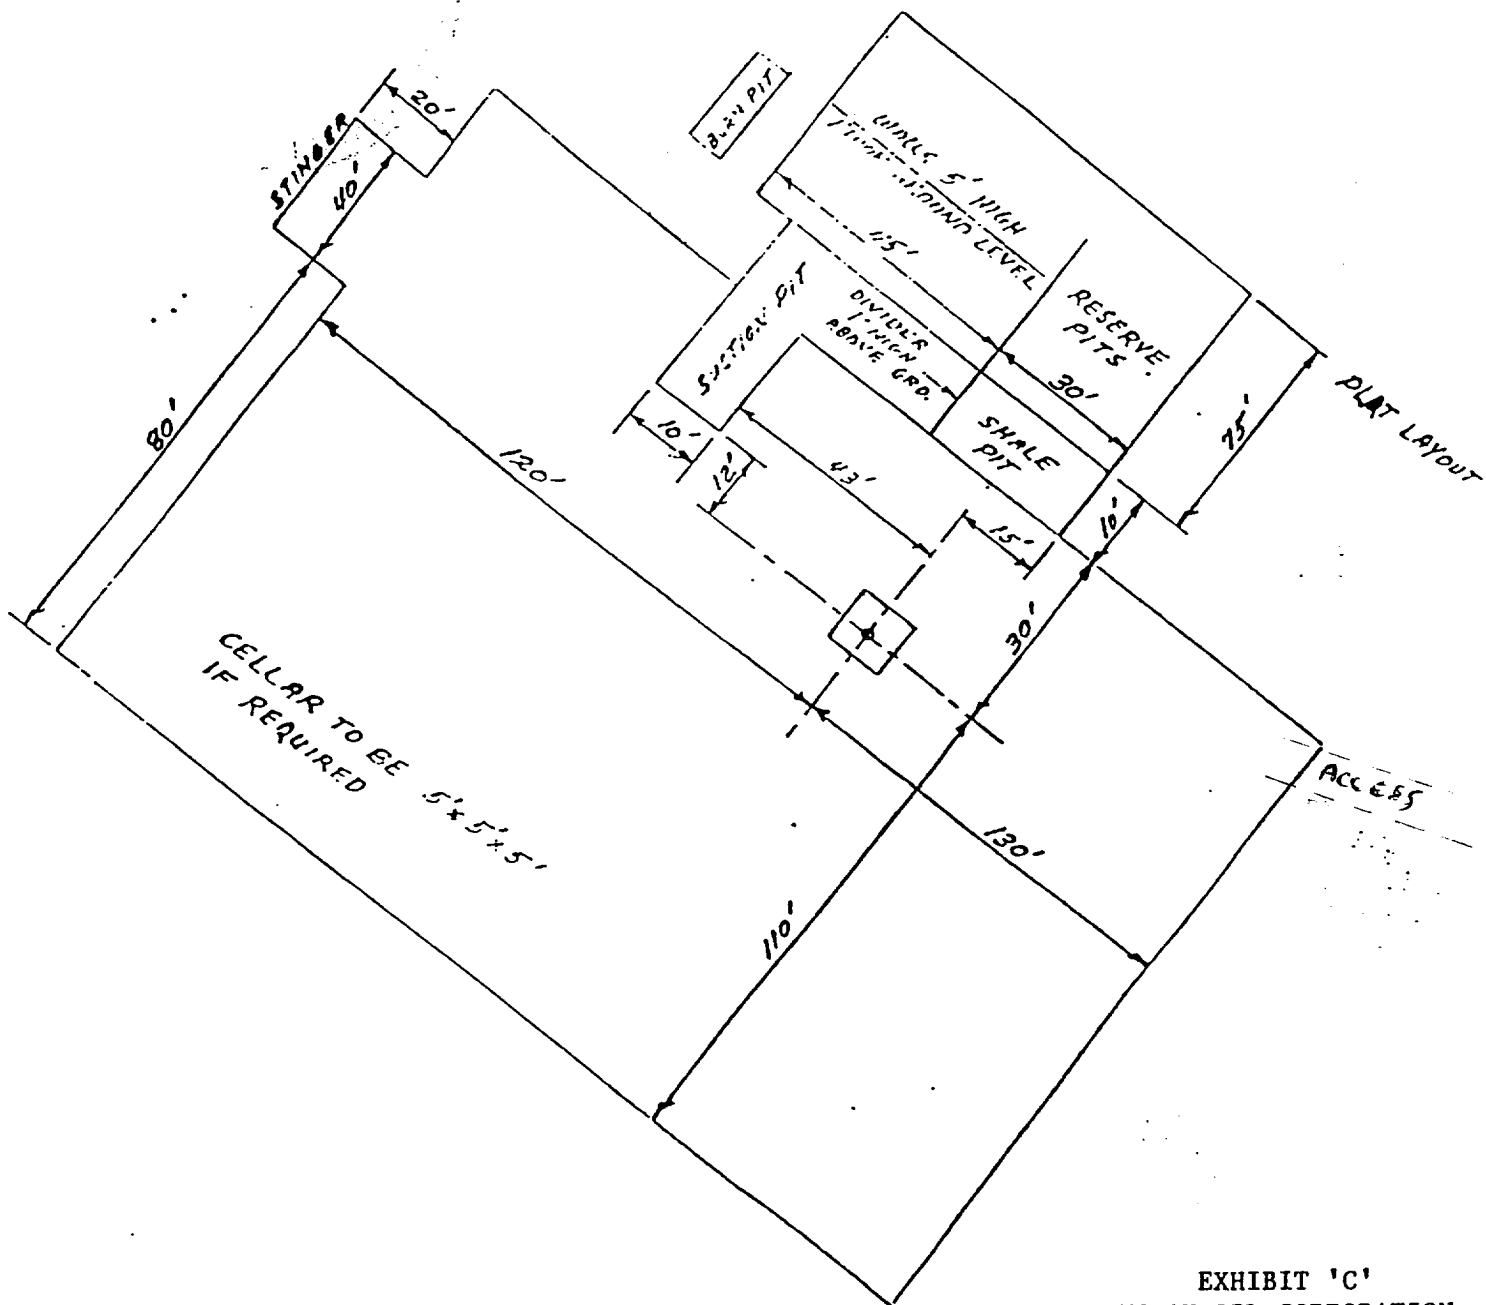 20'
STINGER
40'
BURN PIT
WALLS 5' HIGH
GROUND LEVEL
RESERVE
PITS
SUCTION PIT
DIVIDER
1' HIGH
ABOVE GRD.
30'
75'
PLAT LAYOUT
80'
120'
10'
12'
43'
SHALE
PIT
15'
10'
30'
CELLAR TO BE 5'x5'x5'
IF REQUIRED
ACCESS
130'
110'
EXHIBIT 'C'